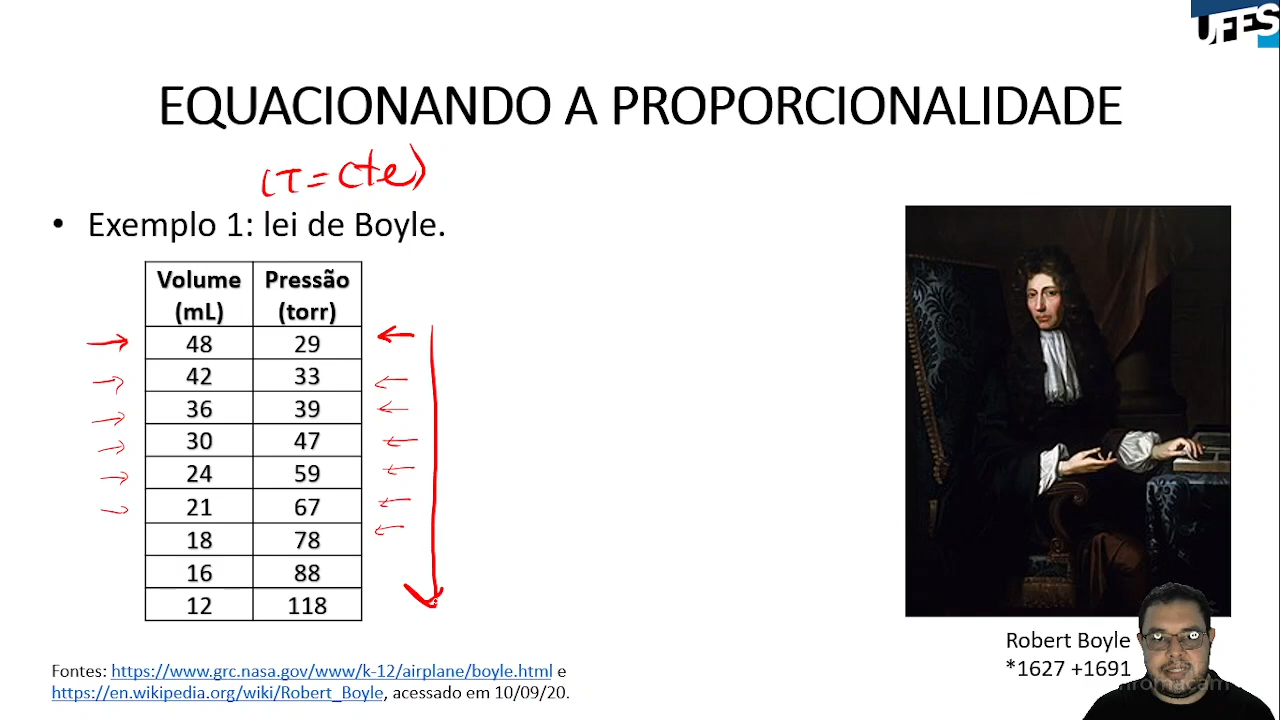 UFES
EQUACIONANDO A PROPORCIONALIDADE
(T = cte)
• Exemplo 1: lei de Boyle.
Volume (mL) Pressão (torr)
48 29
42 33
36 39
30 47
24 59
21 67
18 78
16 88
12 118
Robert Boyle
*1627 +1691
Fontes: https://www.grc.nasa.gov/www/k-12/airplane/boyle.html e
https://en.wikipedia.org/wiki/Robert_Boyle, acessado em 10/09/20.